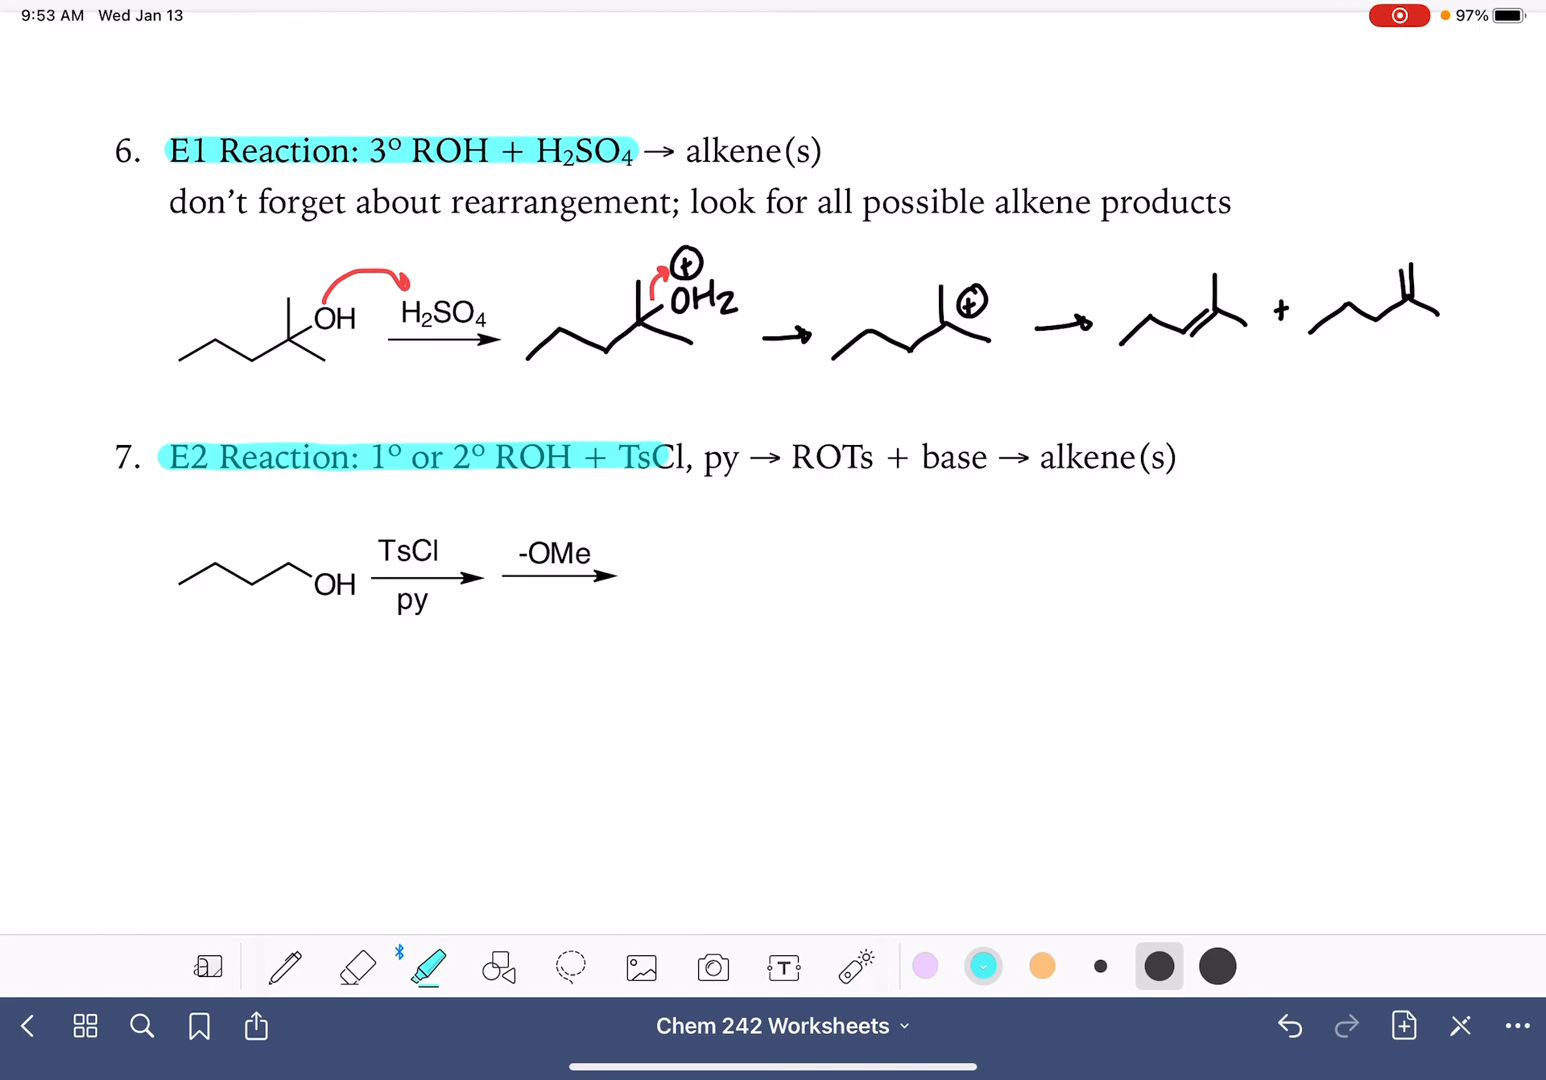 9:53 AM Wed Jan 13
97%
6. E1 Reaction: 3° ROH + H₂SO₄ → alkene(s)
don't forget about rearrangement; look for all possible alkene products
OH H₂SO₄ ⊕ OH₂ ⊕ +
7. E2 Reaction: 1° or 2° ROH + TsCl, py → ROTs + base → alkene(s)
TsCl -OMe
OH
py
T
Chem 242 Worksheets